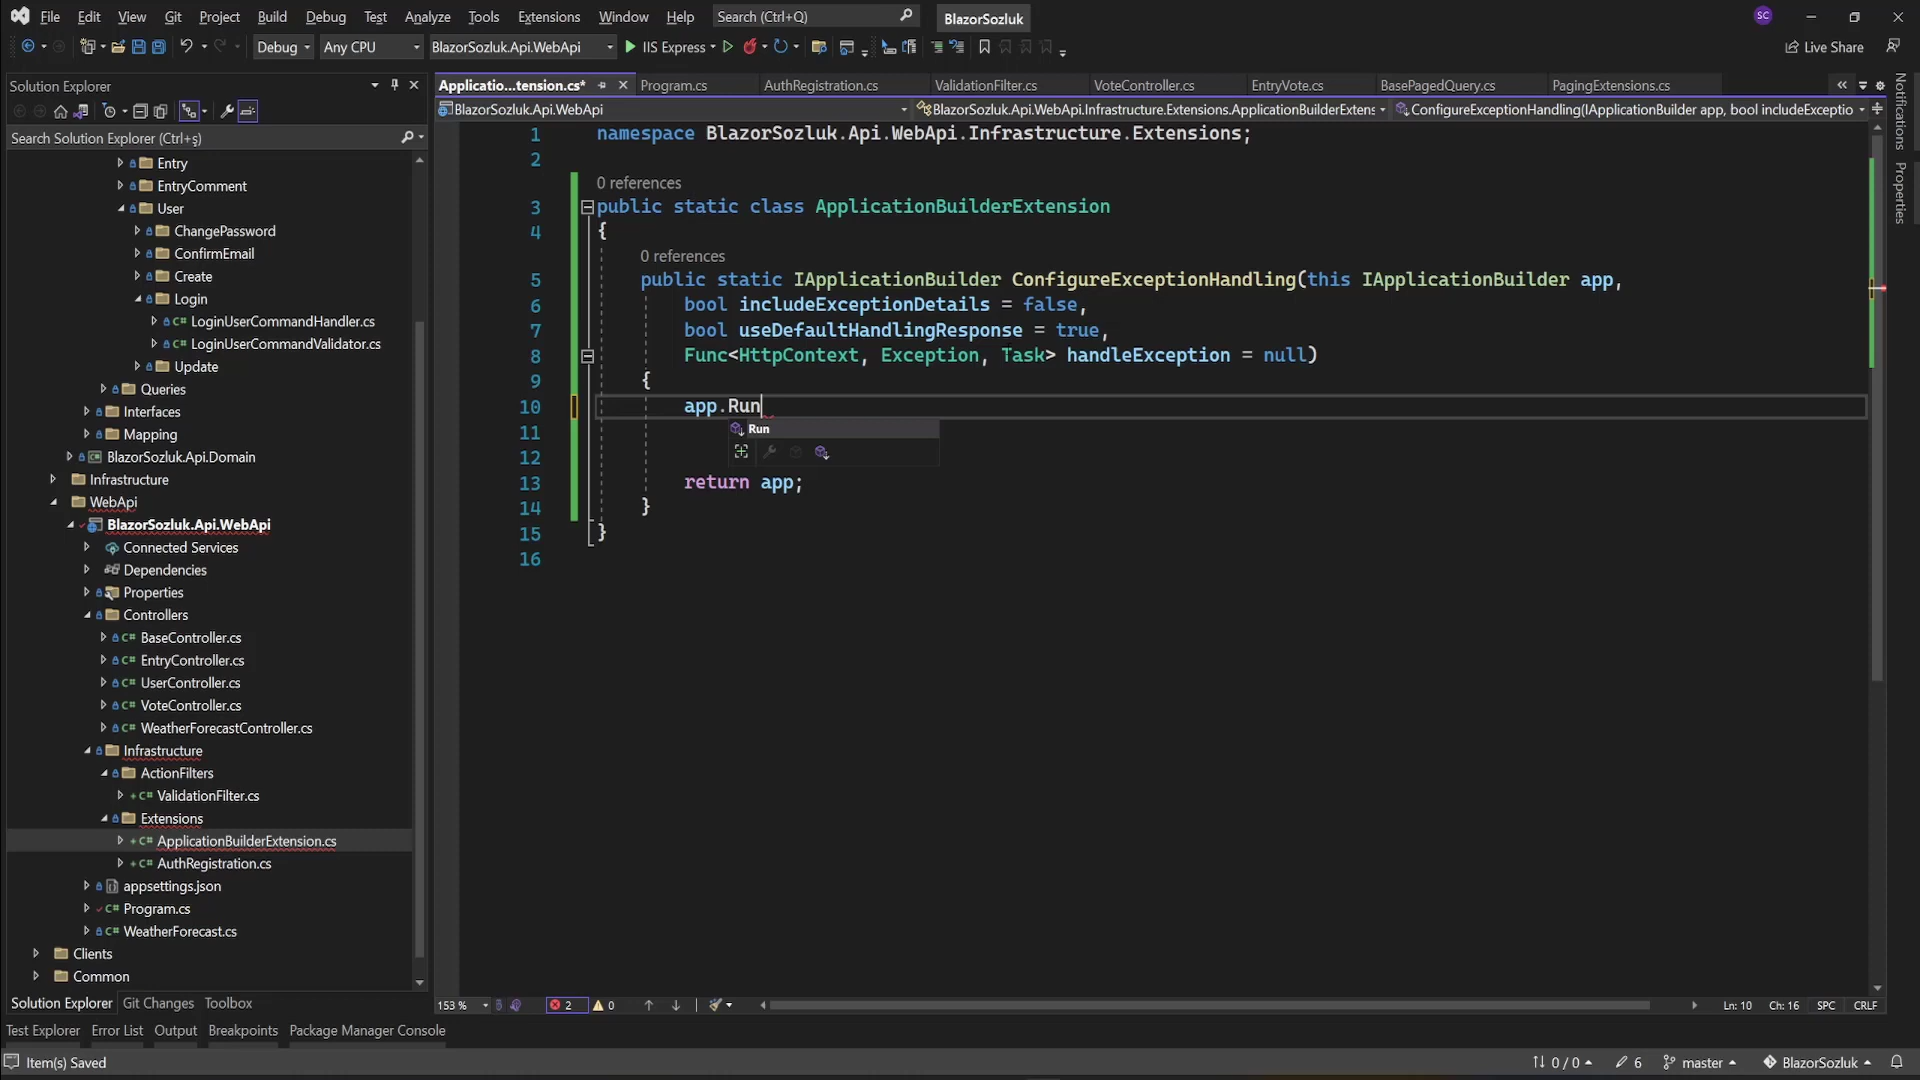 File Edit View Git Project Build Debug Test Analyze Tools Extensions Window Help Search (Ctrl+Q) BlazorSozluk SC
Debug Any CPU BlazorSozluk.Api.WebApi IIS Express Live Share
Solution Explorer
Search Solution Explorer (Ctrl+ş)
Entry
EntryComment
User
ChangePassword
ConfirmEmail
Create
Login
LoginUserCommandHandler.cs
LoginUserCommandValidator.cs
Update
Queries
Interfaces
Mapping
BlazorSozluk.Api.Domain
Infrastructure
WebApi
BlazorSozluk.Api.WebApi
Connected Services
Dependencies
Properties
Controllers
BaseController.cs
EntryController.cs
UserController.cs
VoteController.cs
WeatherForecastController.cs
Infrastructure
ActionFilters
ValidationFilter.cs
Extensions
ApplicationBuilderExtension.cs
AuthRegistration.cs
appsettings.json
Program.cs
WeatherForecast.cs
Clients
Common
Solution Explorer Git Changes Toolbox
Applicatio...tension.cs* Program.cs AuthRegistration.cs ValidationFilter.cs VoteController.cs EntryVote.cs BasePagedQuery.cs PagingExtensions.cs
BlazorSozluk.Api.WebApi BlazorSozluk.Api.WebApi.Infrastructure.Extensions.ApplicationBuilderExtens ConfigureExceptionHandling(IApplicationBuilder app, bool includeExceptio
1 namespace BlazorSozluk.Api.WebApi.Infrastructure.Extensions;
2
0 references
3 public static class ApplicationBuilderExtension
4 {
0 references
5 public static IApplicationBuilder ConfigureExceptionHandling(this IApplicationBuilder app,
6 bool includeExceptionDetails = false,
7 bool useDefaultHandlingResponse = true,
8 Func<HttpContext, Exception, Task> handleException = null)
9 {
10 app.Run
Run
11
12
13 return app;
14 }
15 }
16
Notifications
Properties
153 % 2 0 Ln: 10 Ch: 16 SPC CRLF
Test Explorer Error List Output Breakpoints Package Manager Console
Item(s) Saved 0 / 0 6 master BlazorSozluk